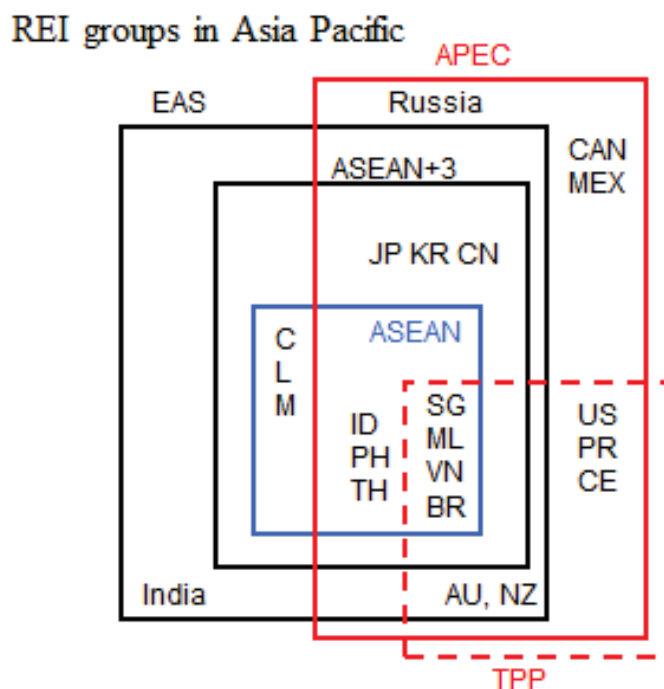 REI groups in Asia Pacific
APEC
EAS
Russia
CAN
MEX
ASEAN+3
JP KR CN
ASEAN
C
L
M
ID
PH
TH
SG
ML
VN
BR
US
PR
CE
India
AU, NZ
TPP